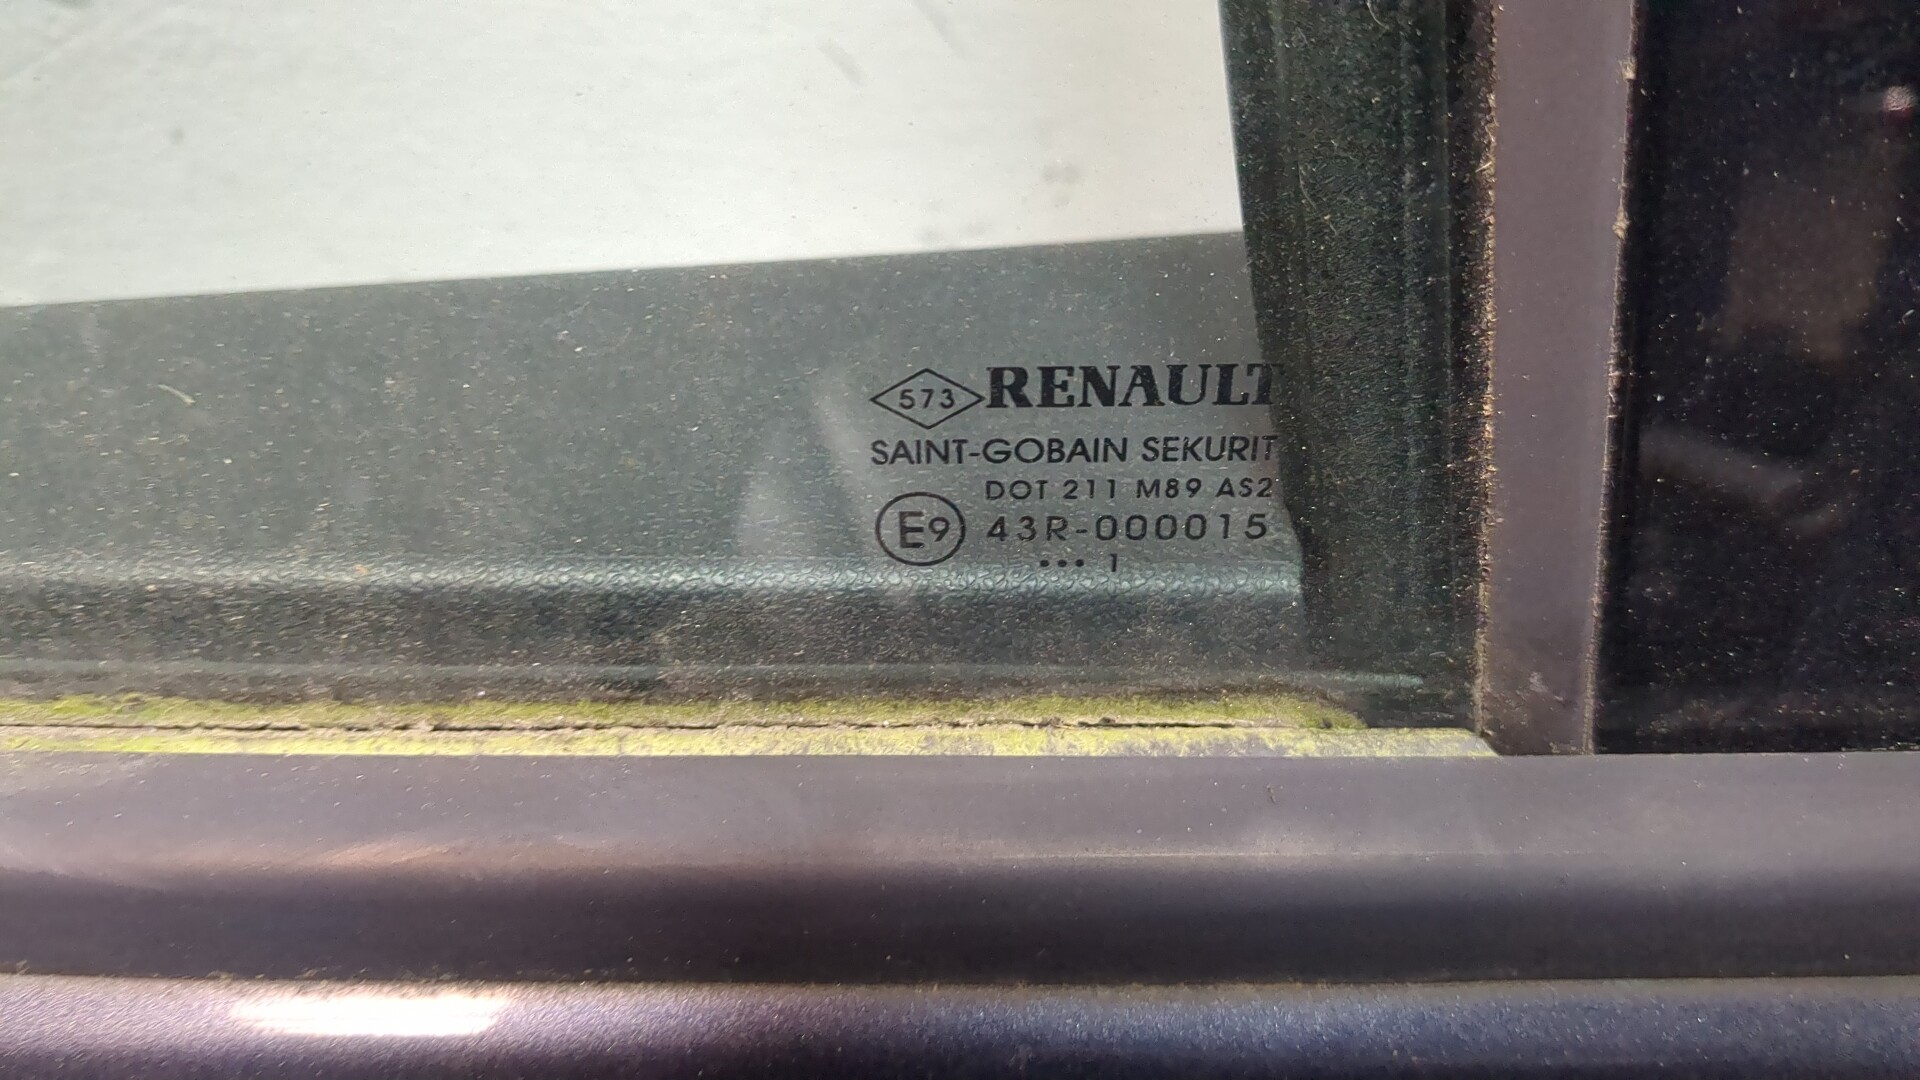 573 RENAULT
SAINT-GOBAIN SEKURIT
DOT 211 M89 AS2
E9 43R-000015
••• 1